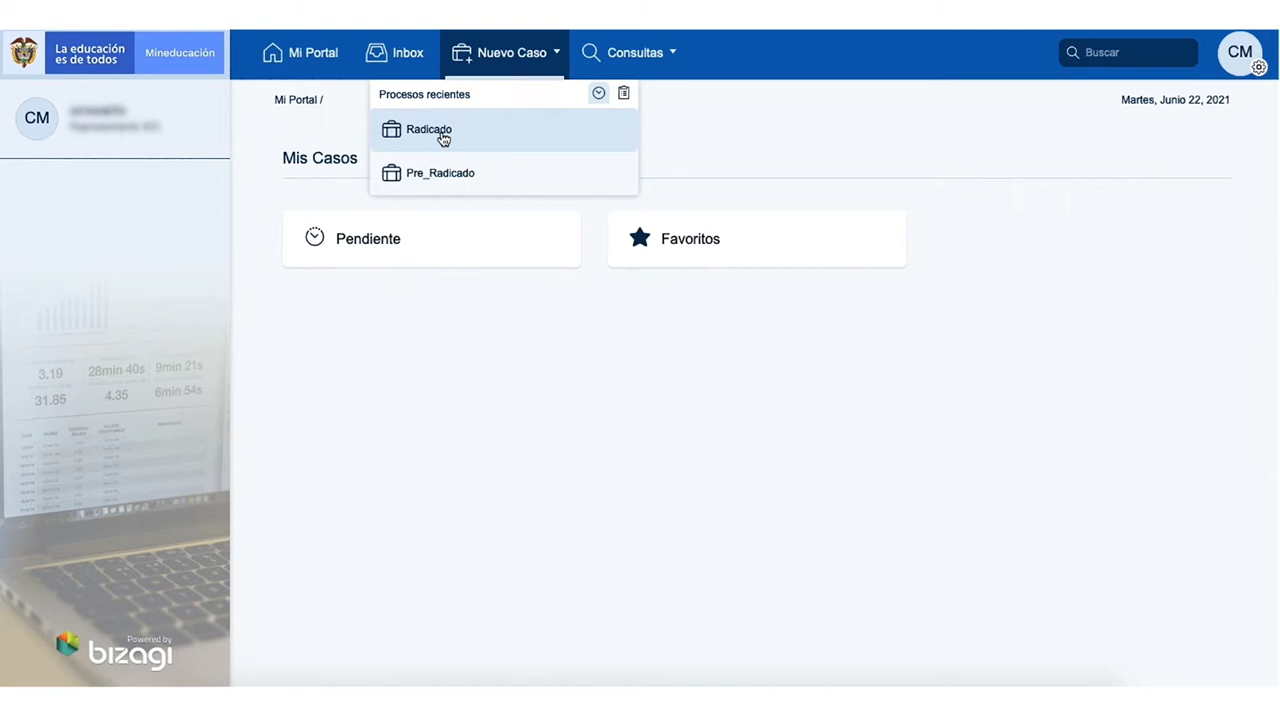 La educación
es de todos
Mineducación
Mi Portal
Inbox
Nuevo Caso
Consultas
Buscar
CM
CM
Procesos recientes
Radicado
Pre_Radicado
Mi Portal /
Martes, Junio 22, 2021
Mis Casos
Pendiente
Favoritos
3.19 28min 40s 9min 21s
31.85 4.35 6min 54s
Powered by
bizagi